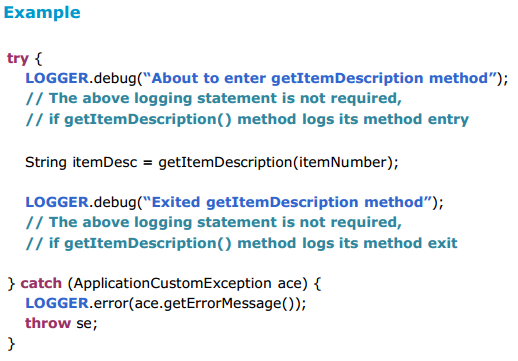 Example
try {
LOGGER.debug(“About to enter getItemDescription method”);
// The above logging statement is not required,
// if getItemDescription() method logs its method entry
String itemDesc = getItemDescription(itemNumber);
LOGGER.debug(“Exited getItemDescription method”);
// The above logging statement is not required,
// if getItemDescription() method logs its method exit
} catch (ApplicationCustomException ace) {
LOGGER.error(ace.getErrorMessage());
throw se;
}